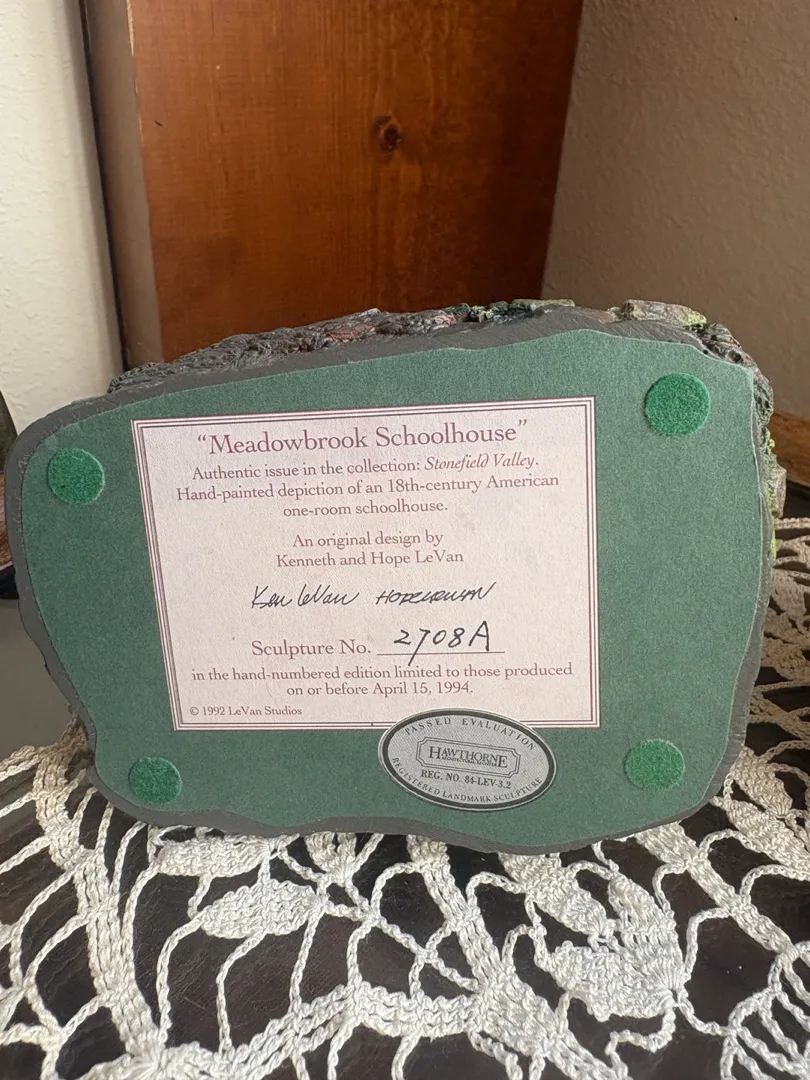 “Meadowbrook Schoolhouse”
Authentic issue in the collection: Stonefield Valley.
Hand-painted depiction of an 18th-century American
one-room schoolhouse.
An original design by
Kenneth and Hope LeVan
Ken LeVan
Sculpture No. 2708A
in the hand-numbered edition limited to those produced
on or before April 15, 1994.
© 1992 LeVan Studios
PASSED EVALUATION
HAWTHORNE
REG. NO. 84-LEV-3.2
REGISTERED LANDMARK SCULPTURE